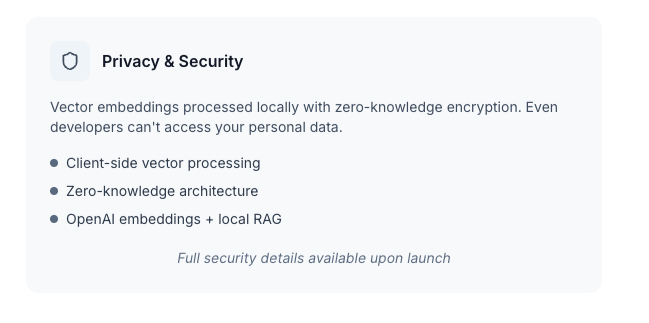 Privacy & Security
Vector embeddings processed locally with zero-knowledge encryption. Even
developers can't access your personal data.
Client-side vector processing
Zero-knowledge architecture
OpenAI embeddings + local RAG
Full security details available upon launch